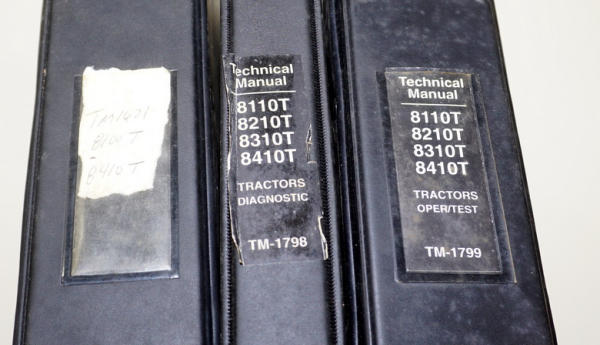 TM1621
8100T
-
8410T
Technical
Manual
8110T
8210T
8310T
8410T
TRACTORS
DIAGNOSTIC
TM-1798
Technical
Manual
8110T
8210T
8310T
8410T
TRACTORS
OPER/TEST
TM-1799